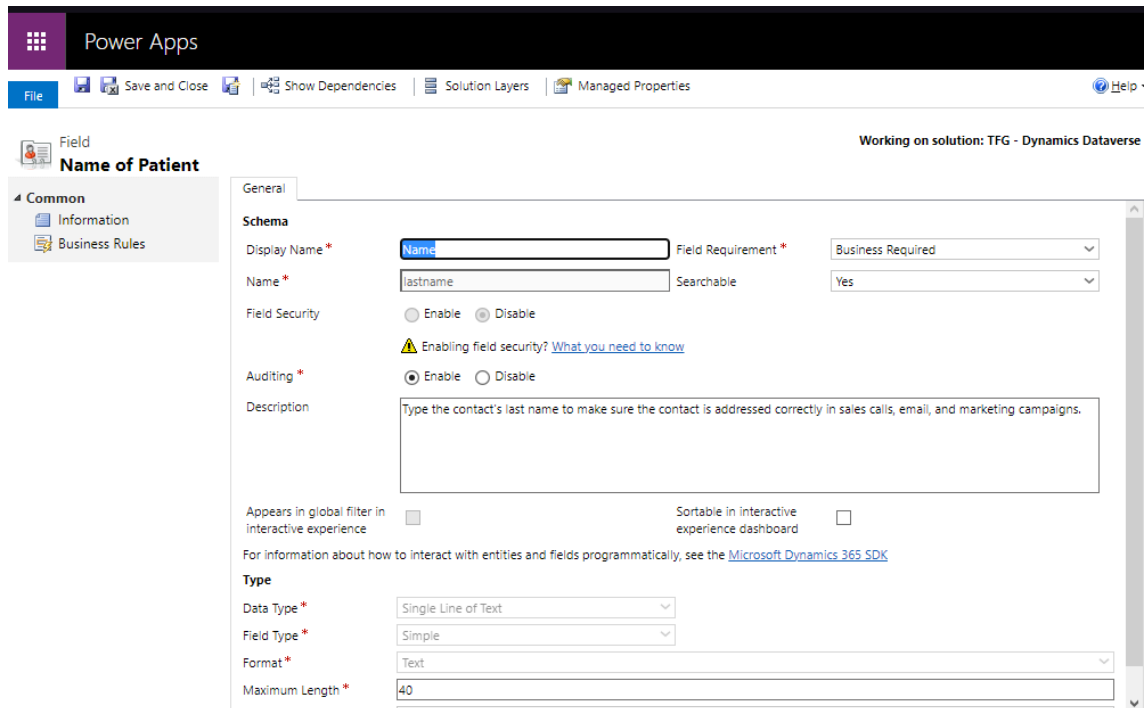 Power Apps
File Save and Close Show Dependencies Solution Layers Managed Properties Help
Field
Name of Patient
Working on solution: TFG - Dynamics Dataverse
Common
Information
Business Rules
General
Schema
Display Name * Name Field Requirement * Business Required
Name * lastname Searchable Yes
Field Security Enable Disable
Enabling field security? What you need to know
Auditing * Enable Disable
Description Type the contact's last name to make sure the contact is addressed correctly in sales calls, email, and marketing campaigns.
Appears in global filter in
interactive experience
Sortable in interactive
experience dashboard
For information about how to interact with entities and fields programmatically, see the Microsoft Dynamics 365 SDK
Type
Data Type * Single Line of Text
Field Type * Simple
Format * Text
Maximum Length * 40